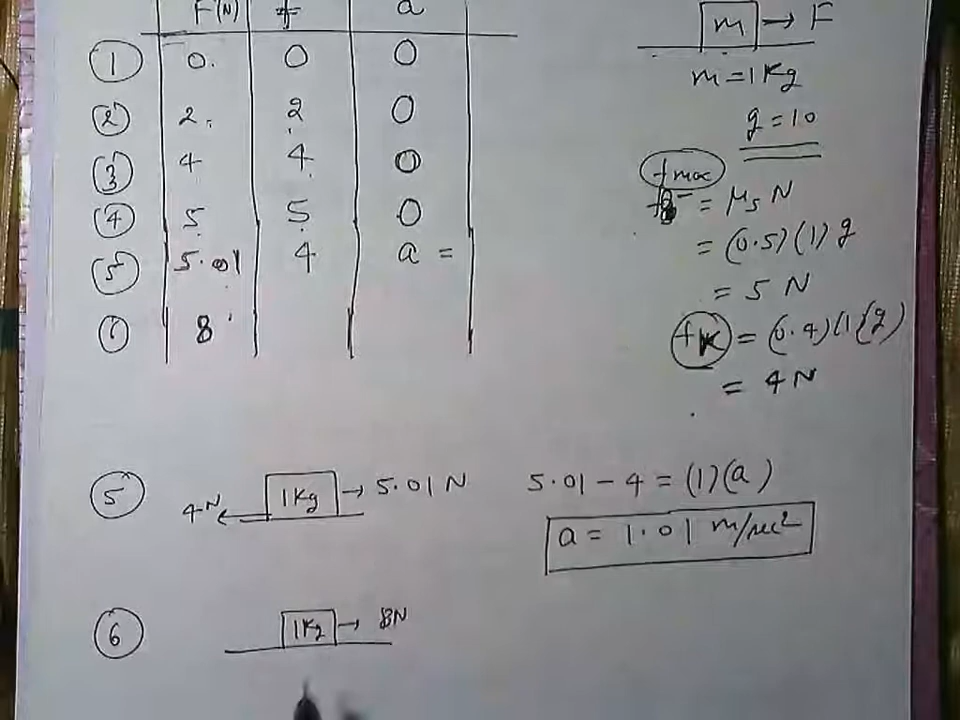 F(N) f a
① 0. 0 0
② 2. 2 0
③ 4 4 0
④ 5 5 0
⑤ 5.01 4 a =
⑥ 8
m → F
m = 1 Kg
g = 10
fmax = μs N
= (0.5)(1) g
= 5 N
fK = (0.4)(1)(g)
= 4 N
⑤ 4N ← 1Kg → 5.01 N 5.01 - 4 = (1)(a)
a = 1.01 m/sec²
⑥ 1Kg → 8N